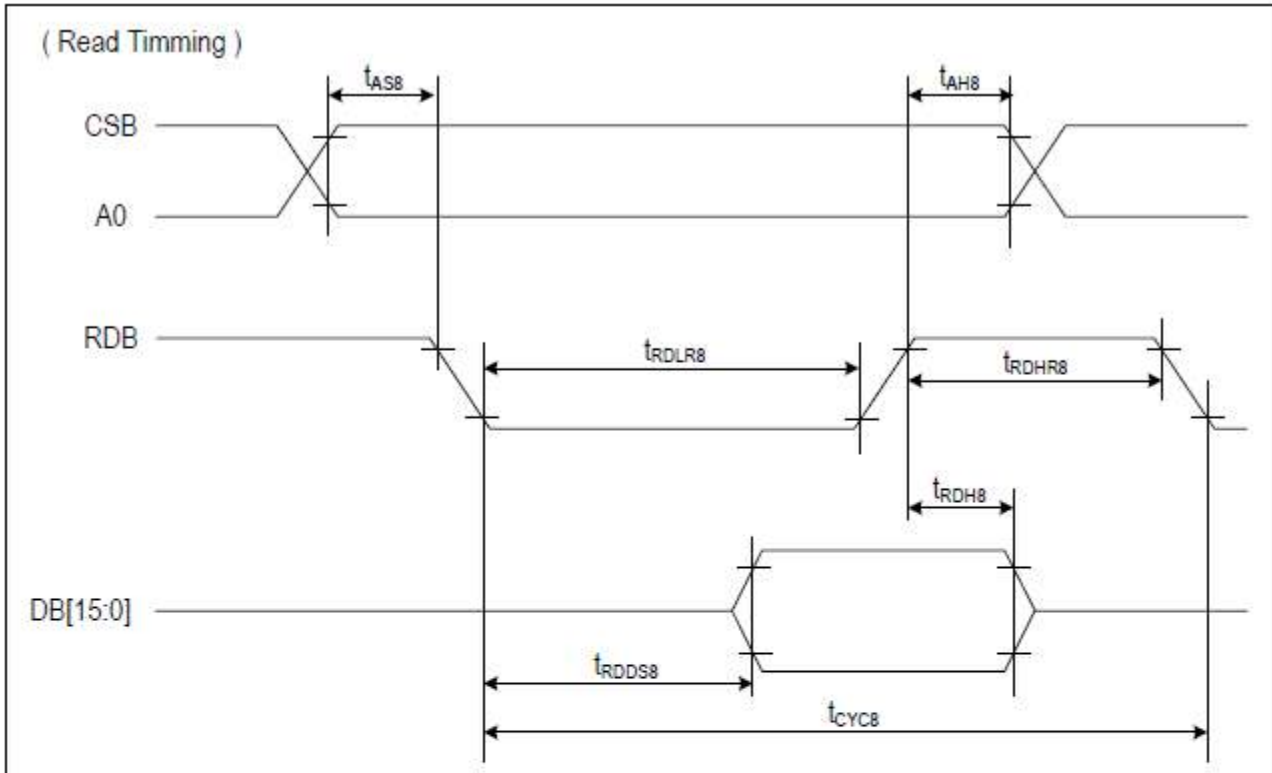 ( Read Timming )
tAS8
tAH8
CSB
A0
RDB
tRDLR8
tRDHR8
tRDH8
DB[15:0]
tRDDS8
tCYC8